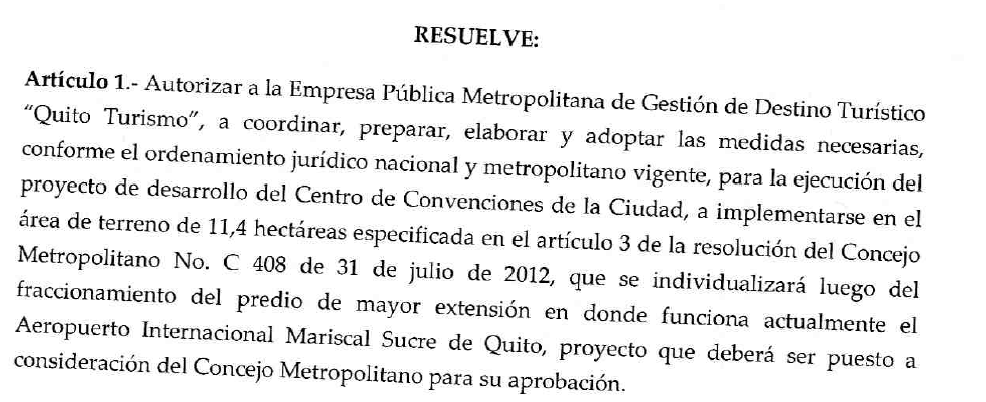 RESUELVE:
Artículo 1.- Autorizar a la Empresa Pública Metropolitana de Gestión de Destino Turístico
"Quito Turismo", a coordinar, preparar, elaborar y adoptar las medidas necesarias,
conforme el ordenamiento jurídico nacional y metropolitano vigente, para la ejecución del
proyecto de desarrollo del Centro de Convenciones de la Ciudad, a implementarse en el
área de terreno de 11,4 hectáreas especificada en el artículo 3 de la resolución del Concejo
Metropolitano No. C 408 de 31 de julio de 2012, que se individualizará luego del
fraccionamiento del predio de mayor extensión en donde funciona actualmente el
Aeropuerto Internacional Mariscal Sucre de Quito, proyecto que deberá ser puesto a
consideración del Concejo Metropolitano para su aprobación.